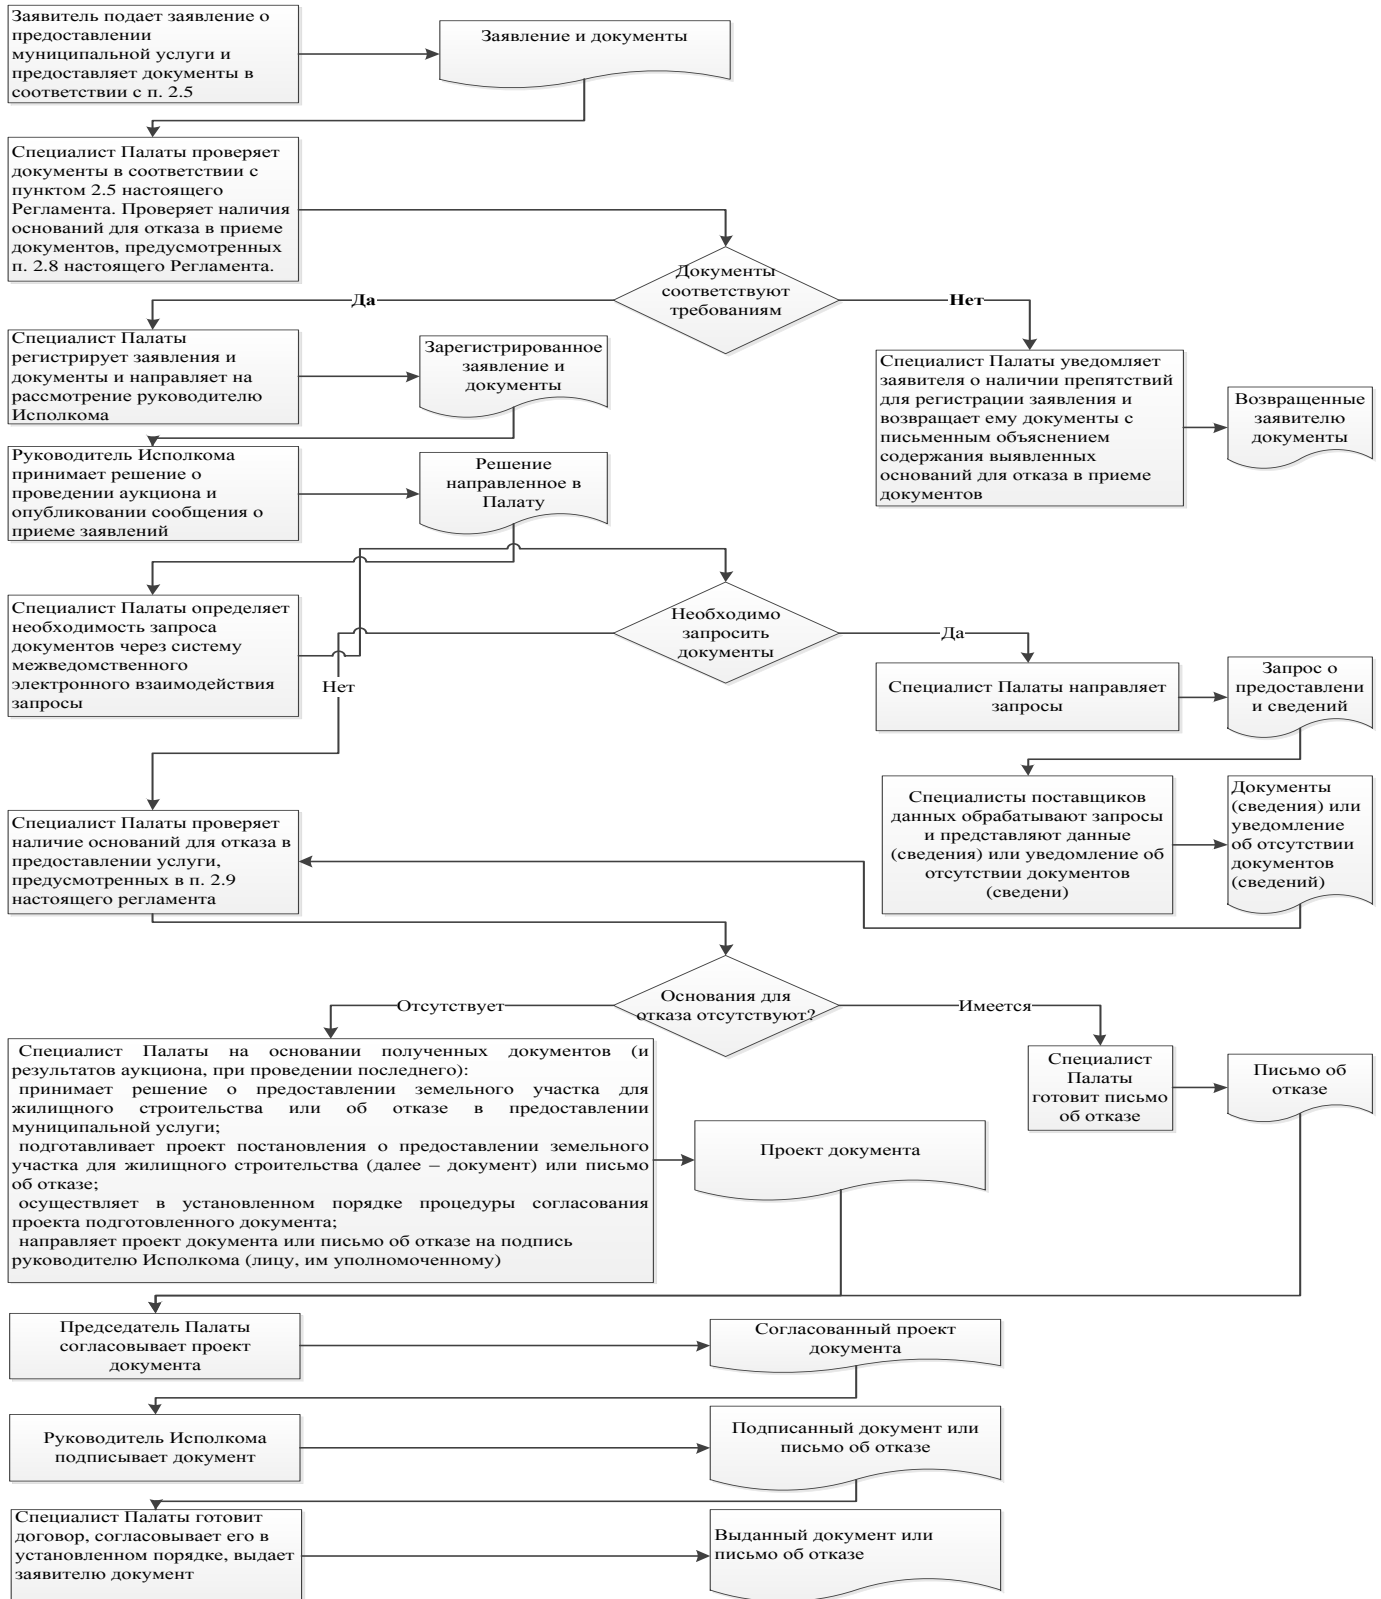 Заявитель подает заявление о
предоставлении
муниципальной услуги и
предоставляет документы в
соответствии с п. 2.5
Заявление и документы
Специалист Палаты проверяет
документы в соответствии с
пунктом 2.5 настоящего
Регламента. Проверяет наличия
оснований для отказа в приеме
документов, предусмотренных
п. 2.8 настоящего Регламента.
Документы
соответствуют
требованиям
Да
Нет
Специалист Палаты
регистрирует заявления и
документы и направляет на
рассмотрение руководителю
Исполкома
Зарегистрированное
заявление и
документы
Специалист Палаты уведомляет
заявителя о наличии препятствий
для регистрации заявления и
возвращает ему документы с
письменным объяснением
содержания выявленных
оснований для отказа в приеме
документов
Возвращенные
заявителю
документы
Руководитель Исполкома
принимает решение о
проведении аукциона и
опубликовании сообщения о
приеме заявлений
Решение
направленное в
Палату
Специалист Палаты определяет
необходимость запроса
документов через систему
межведомственного
электронного взаимодействия
запросы
Необходимо
запросить
документы
Да
Нет
Специалист Палаты направляет
запросы
Запрос о
предоставлени
и сведений
Специалисты поставщиков
данных обрабатывают запросы
и представляют данные
(сведения) или уведомление об
отсутствии документов
(сведени)
Документы
(сведения) или
уведомление
об отсутствии
документов
(сведений)
Специалист Палаты проверяет
наличие оснований для отказа в
предоставлении услуги,
предусмотренных в п. 2.9
настоящего регламента
Основания для
отказа отсутствуют?
Отсутствует
Имеется
Специалист Палаты на основании полученных документов (и
результатов аукциона, при проведении последнего):
принимает решение о предоставлении земельного участка для
жилищного строительства или об отказе в предоставлении
муниципальной услуги;
подготавливает проект постановления о предоставлении земельного
участка для жилищного строительства (далее – документ) или письмо
об отказе;
осуществляет в установленном порядке процедуры согласования
проекта подготовленного документа;
направляет проект документа или письмо об отказе на подпись
руководителю Исполкома (лицу, им уполномоченному)
Проект документа
Специалист
Палаты
готовит письмо
об отказе
Письмо об
отказе
Председатель Палаты
согласовывает проект
документа
Согласованный проект
документа
Руководитель Исполкома
подписывает документ
Подписанный документ или
письмо об отказе
Специалист Палаты готовит
договор, согласовывает его в
установленном порядке, выдает
заявителю документ
Выданный документ или
письмо об отказе